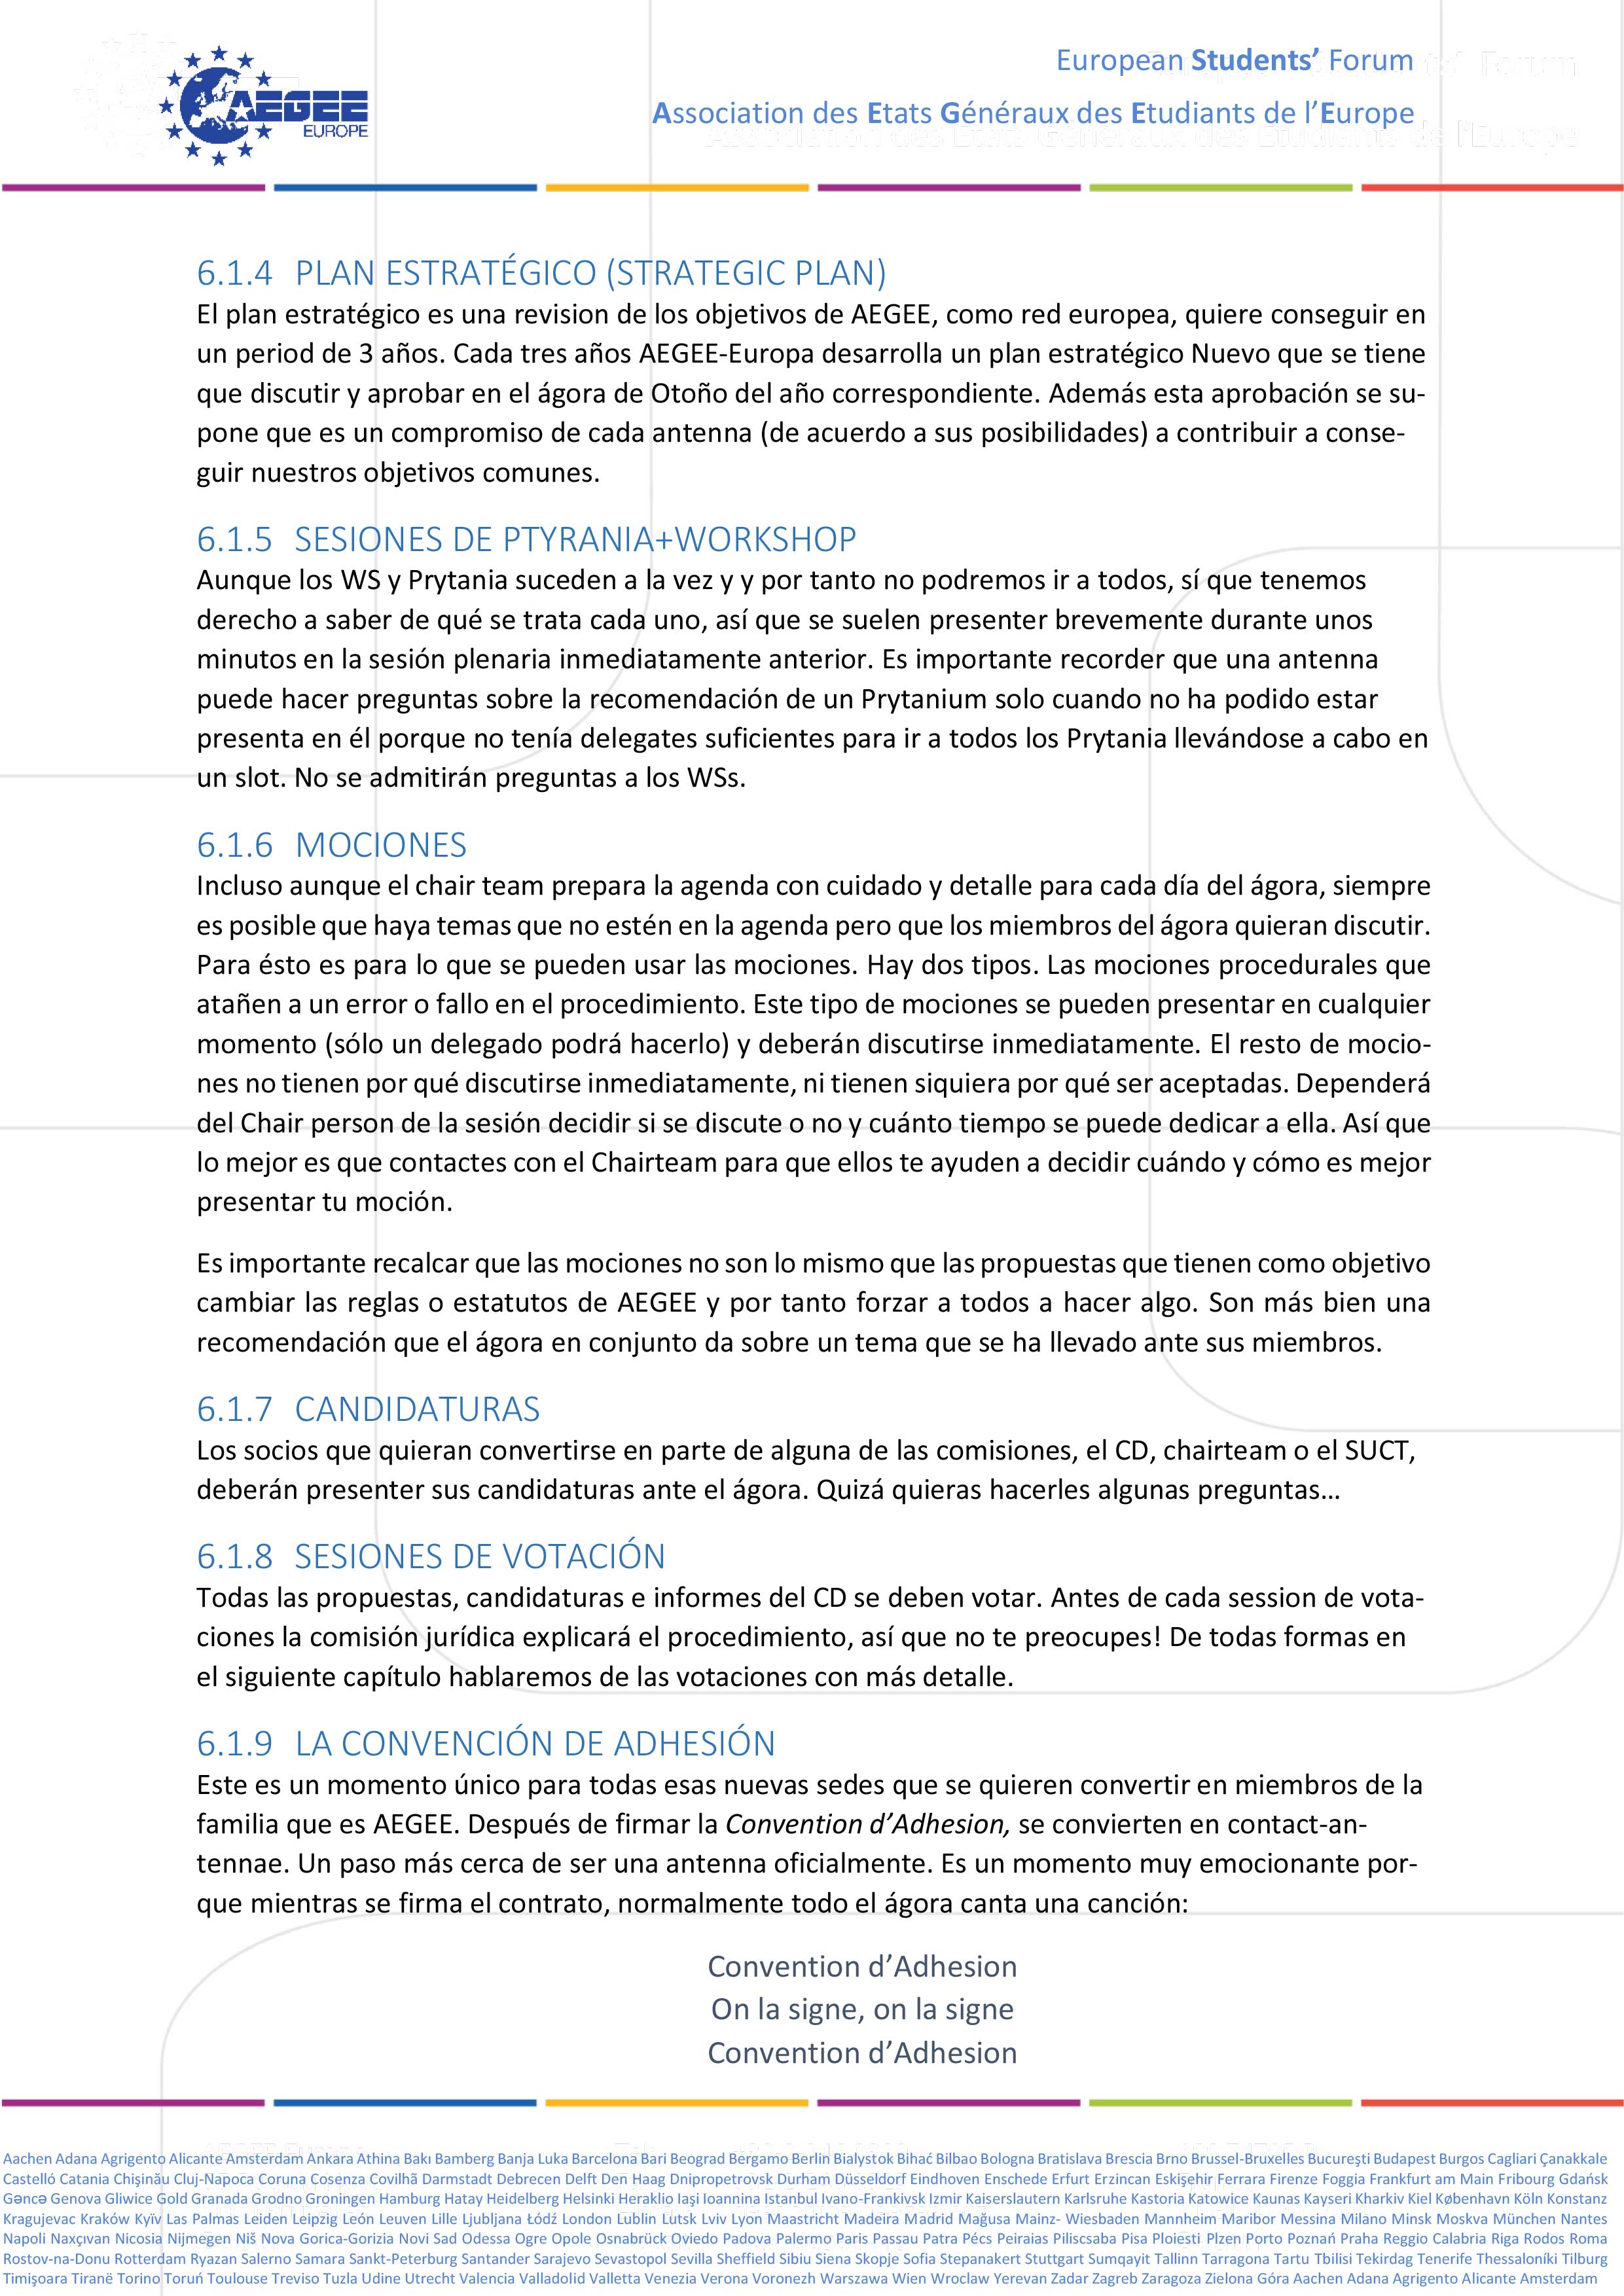 AEGEE
EUROPE
European Students’ Forum
Association des Etats Généraux des Etudiants de l’Europe
6.1.4 PLAN ESTRATÉGICO (STRATEGIC PLAN)
El plan estratégico es una revision de los objetivos de AEGEE, como red europea, quiere conseguir en
un period de 3 años. Cada tres años AEGEE-Europa desarrolla un plan estratégico Nuevo que se tiene
que discutir y aprobar en el ágora de Otoño del año correspondiente. Además esta aprobación se su-
pone que es un compromiso de cada antenna (de acuerdo a sus posibilidades) a contribuir a conse-
guir nuestros objetivos comunes.
6.1.5 SESIONES DE PTYRANIA+WORKSHOP
Aunque los WS y Prytania suceden a la vez y y por tanto no podremos ir a todos, sí que tenemos
derecho a saber de qué se trata cada uno, así que se suelen presenter brevemente durante unos
minutos en la sesión plenaria inmediatamente anterior. Es importante recorder que una antenna
puede hacer preguntas sobre la recomendación de un Prytanium solo cuando no ha podido estar
presenta en él porque no tenía delegates suficientes para ir a todos los Prytania llevándose a cabo en
un slot. No se admitirán preguntas a los WSs.
6.1.6 MOCIONES
Incluso aunque el chair team prepara la agenda con cuidado y detalle para cada día del ágora, siempre
es posible que haya temas que no estén en la agenda pero que los miembros del ágora quieran discutir.
Para ésto es para lo que se pueden usar las mociones. Hay dos tipos. Las mociones procedurales que
atañen a un error o fallo en el procedimiento. Este tipo de mociones se pueden presentar en cualquier
momento (sólo un delegado podrá hacerlo) y deberán discutirse inmediatamente. El resto de mocio-
nes no tienen por qué discutirse inmediatamente, ni tienen siquiera por qué ser aceptadas. Dependerá
del Chair person de la sesión decidir si se discute o no y cuánto tiempo se puede dedicar a ella. Así que
lo mejor es que contactes con el Chairteam para que ellos te ayuden a decidir cuándo y cómo es mejor
presentar tu moción.
Es importante recalcar que las mociones no son lo mismo que las propuestas que tienen como objetivo
cambiar las reglas o estatutos de AEGEE y por tanto forzar a todos a hacer algo. Son más bien una
recomendación que el ágora en conjunto da sobre un tema que se ha llevado ante sus miembros.
6.1.7 CANDIDATURAS
Los socios que quieran convertirse en parte de alguna de las comisiones, el CD, chairteam o el SUCT,
deberán presenter sus candidaturas ante el ágora. Quizá quieras hacerles algunas preguntas…
6.1.8 SESIONES DE VOTACIÓN
Todas las propuestas, candidaturas e informes del CD se deben votar. Antes de cada session de vota-
ciones la comisión jurídica explicará el procedimiento, así que no te preocupes! De todas formas en
el siguiente capítulo hablaremos de las votaciones con más detalle.
6.1.9 LA CONVENCIÓN DE ADHESIÓN
Este es un momento único para todas esas nuevas sedes que se quieren convertir en miembros de la
familia que es AEGEE. Después de firmar la Convention d’Adhesion, se convierten en contact-an-
tennae. Un paso más cerca de ser una antenna oficialmente. Es un momento muy emocionante por-
que mientras se firma el contrato, normalmente todo el ágora canta una canción:
Convention d’Adhesion
On la signe, on la signe
Convention d’Adhesion
Aachen Adana Agrigento Alicante Amsterdam Ankara Athina Bakı Bamberg Banja Luka Barcelona Bari Beograd Bergamo Berlin Bialystok Bihać Bilbao Bologna Bratislava Brescia Brno Brussel-Bruxelles Bucureşti Budapest Burgos Cagliari Çanakkale
Castelló Catania Chişinău Cluj-Napoca Coruna Cosenza Covilhã Darmstadt Debrecen Delft Den Haag Dnipropetrovsk Durham Düsseldorf Eindhoven Enschede Erfurt Erzincan Eskişehir Ferrara Firenze Foggia Frankfurt am Main Fribourg Gdańsk
Gəncə Genova Gliwice Gold Granada Grodno Groningen Hamburg Hatay Heidelberg Helsinki Heraklio Iaşi Ioannina Istanbul Ivano-Frankivsk Izmir Kaiserslautern Karlsruhe Kastoria Katowice Kaunas Kayseri Kharkiv Kiel København Köln Konstanz
Kragujevac Kraków Kyïv Las Palmas Leiden Leipzig León Leuven Lille Ljubljana Łódź London Lublin Lutsk Lviv Lyon Maastricht Madeira Madrid Mağusa Mainz- Wiesbaden Mannheim Maribor Messina Milano Minsk Moskva München Nantes
Napoli Naxçıvan Nicosia Nijmegen Niš Nova Gorica-Gorizia Novi Sad Odessa Ogre Opole Osnabrück Oviedo Padova Palermo Paris Passau Patra Pécs Peiraias Piliscsaba Pisa Ploiesti Plzen Porto Poznań Praha Reggio Calabria Riga Rodos Roma
Rostov-na-Donu Rotterdam Ryazan Salerno Samara Sankt-Peterburg Santander Sarajevo Sevastopol Sevilla Sheffield Sibiu Siena Skopje Sofia Stepanakert Stuttgart Sumqayit Tallinn Tarragona Tartu Tbilisi Tekirdag Tenerife Thessaloníki Tilburg
Timişoara Tiranë Torino Toruń Toulouse Treviso Tuzla Udine Utrecht Valencia Valladolid Valletta Venezia Verona Voronezh Warszawa Wien Wroclaw Yerevan Zadar Zagreb Zaragoza Zielona Góra Aachen Adana Agrigento Alicante Amsterdam